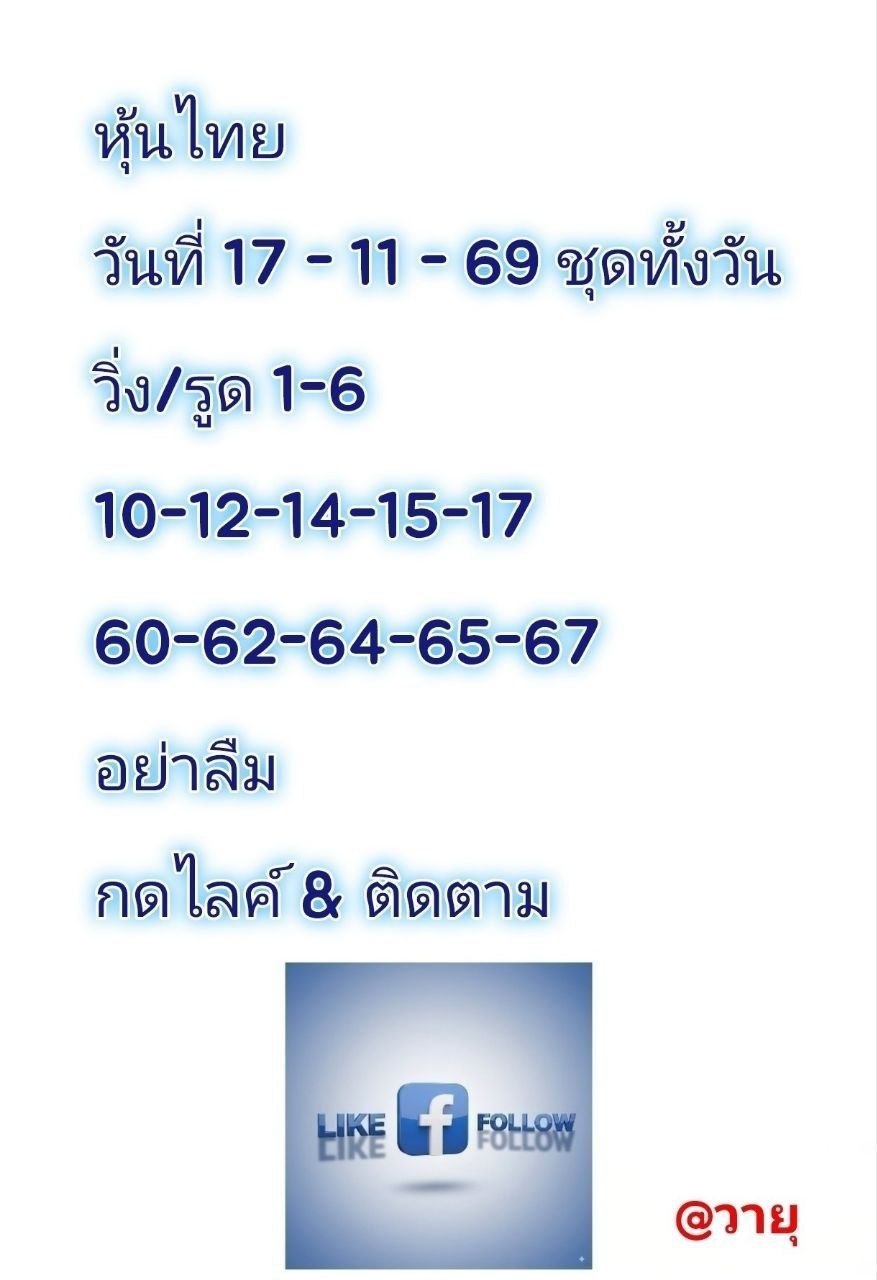 หุ้นไทย
วันที่ 17 - 11 - 69 ชุดทั้งวัน
วิ่ง/รูด 1-6
10-12-14-15-17
60-62-64-65-67
อย่าลืม
กดไลค์ & ติดตาม
LIKE f FOLLOW
@วายุ